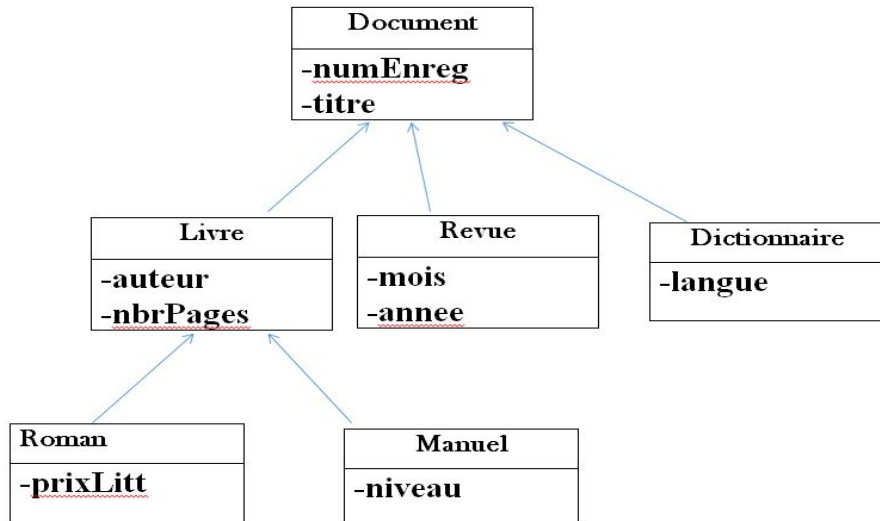 Document
-numEnreg
-titre
Livre
-auteur
-nbrPages
Revue
-mois
-annee
Dictionnaire
-langue
Roman
-prixLitt
Manuel
-niveau